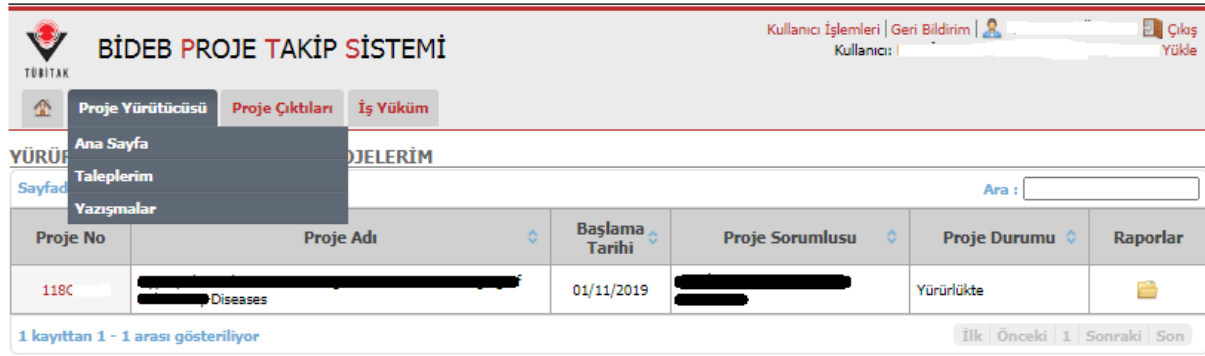 Kullanıcı İşlemleri | Geri Bildirim | Çıkış
BİDEB PROJE TAKİP SİSTEMİ
Kullanıcı: Yükle
TÜBİTAK
Proje Yürütücüsü Proje Çıktıları İş Yüküm
Ana Sayfa
YÜRÜR OJELERİM
Taleplerim
Sayfad Ara :
Yazışmalar
Proje No Proje Adı Başlama Tarihi Proje Sorumlusu Proje Durumu Raporlar
118C Diseases 01/11/2019 Yürürlükte
1 kayıttan 1 - 1 arası gösteriliyor İlk Önceki 1 Sonraki Son